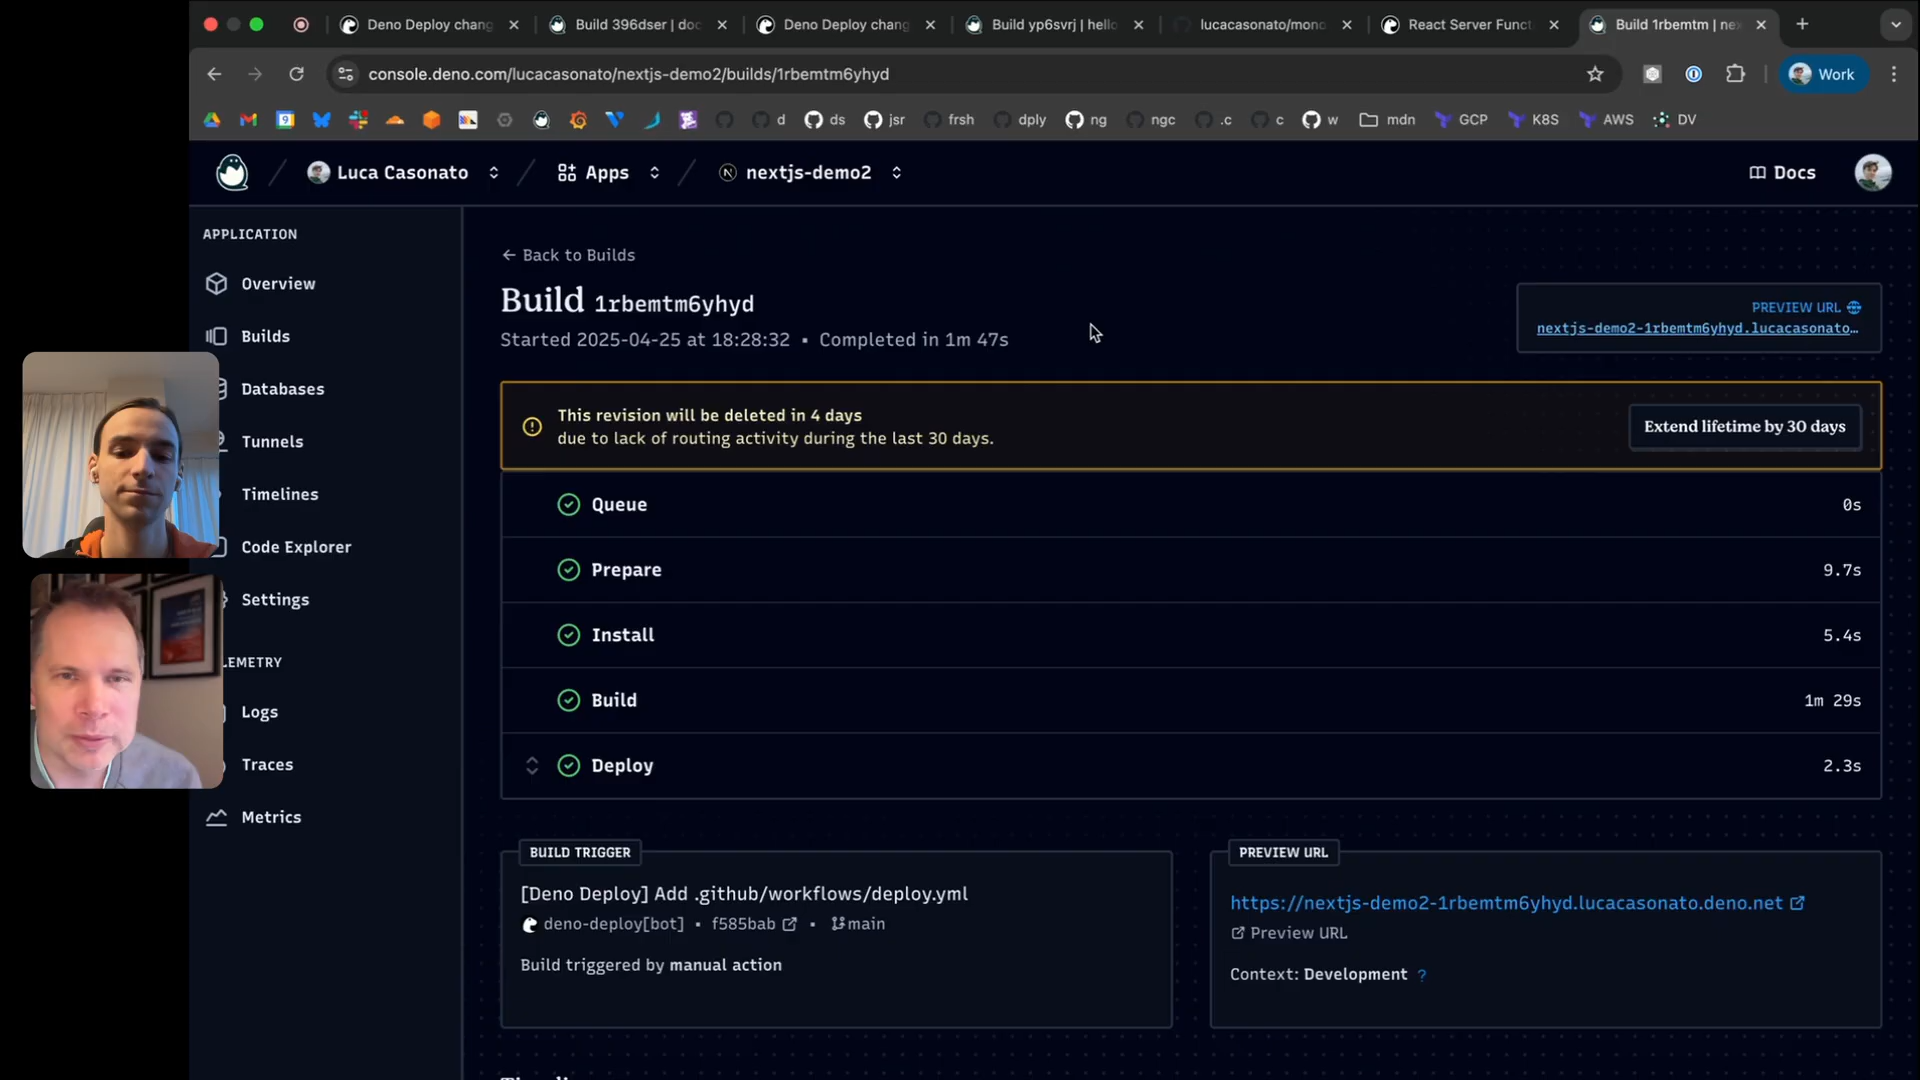 Deno Deploy chang
Build 396dser | doc
Deno Deploy chang
Build yp6svrj | hello
lucacasonato/mono
React Server Funct
Build 1rbemtm | nex
console.deno.com/lucacasonato/nextjs-demo2/builds/1rbemtm6yhyd
Work
9
d
ds
jsr
frsh
dply
ng
ngc
.c
c
w
mdn
GCP
K8S
AWS
DV
Luca Casonato
Apps
nextjs-demo2
Docs
APPLICATION
Overview
Builds
Databases
Tunnels
Timelines
Code Explorer
Settings
LEMETRY
Logs
Traces
Metrics
← Back to Builds
Build 1rbemtm6yhyd
Started 2025-04-25 at 18:28:32 • Completed in 1m 47s
PREVIEW URL
nextjs-demo2-1rbemtm6yhyd.lucacasonato…
This revision will be deleted in 4 days
due to lack of routing activity during the last 30 days.
Extend lifetime by 30 days
Queue 0s
Prepare 9.7s
Install 5.4s
Build 1m 29s
Deploy 2.3s
BUILD TRIGGER
[Deno Deploy] Add .github/workflows/deploy.yml
deno-deploy[bot] • f585bab • main
Build triggered by manual action
PREVIEW URL
https://nextjs-demo2-1rbemtm6yhyd.lucacasonato.deno.net
Preview URL
Context: Development ?